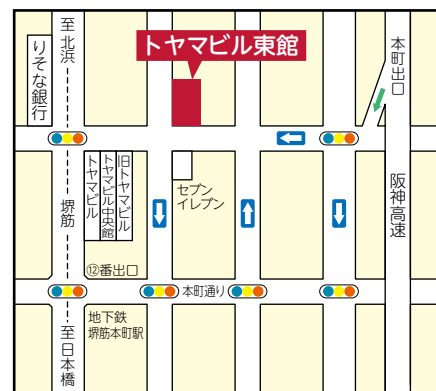 至北浜
りそな銀行
トヤマビル東館
本町出口
トヤマビル
トヤマビル中央館
旧トヤマビル
セブン
イレブン
堺筋
阪神高速
⑫番出口
本町通り
地下鉄
堺筋本町駅
至日本橋